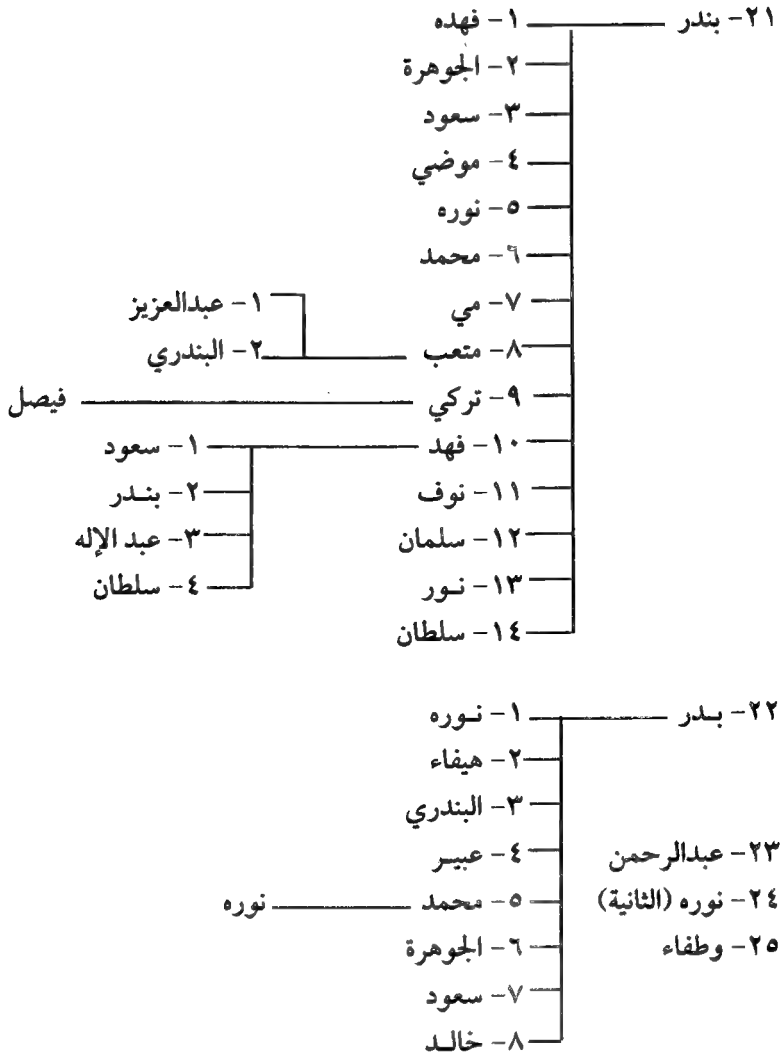 ٢١- بندر ١- فهده
٢- الجوهرة
٣- سعود
٤- موضي
٥- نوره
٦- محمد
٧- مي ١- عبدالعزيز
٨- متعب ٢- البندري
٩- تركي فيصل
١٠- فهد ١- سعود
١١- نوف ٢- بندر
١٢- سلمان ٣- عبد الإله
١٣- نور ٤- سلطان
١٤- سلطان
٢٢- بدر ١- نوره
٢- هيفاء
٣- البندري
٢٣- عبدالرحمن ٤- عبير
٢٤- نوره (الثانية) ٥- محمد نوره
٢٥- وطفاء ٦- الجوهرة
٧- سعود
٨- خالد